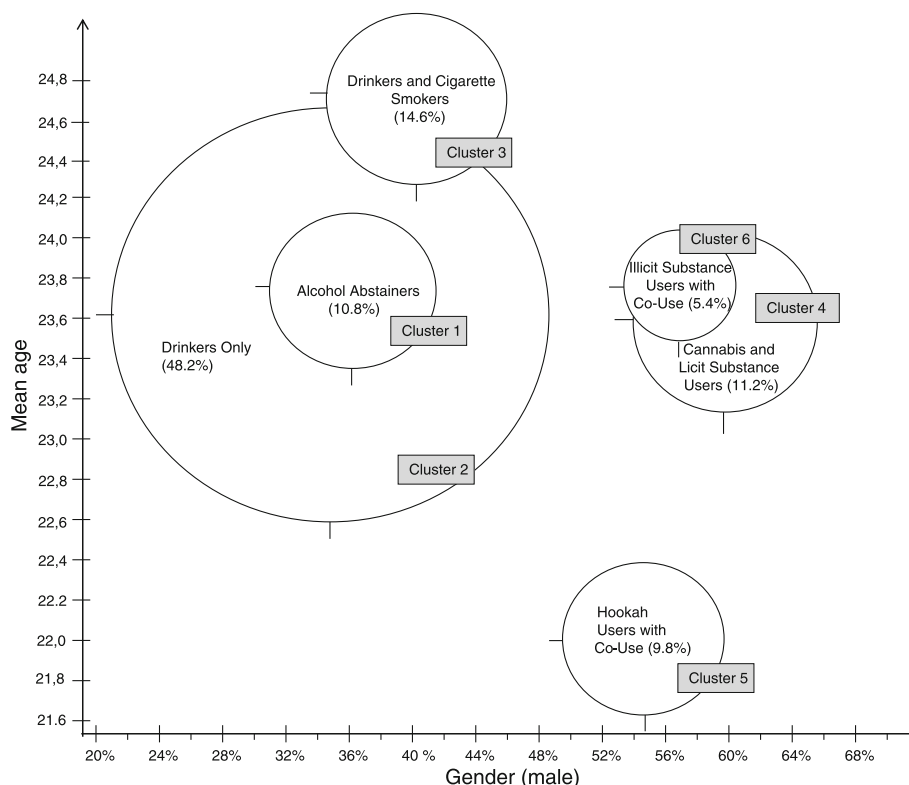 24,8
24,6
24,4
24,2
24,0
23,8
23,6
23,4
23,2
23,0
22,8
22,6
22,4
22,2
22,0
21,8
21.6
Mean age
Drinkers and Cigarette
Smokers
(14.6%)
Cluster 3
Alcohol Abstainers
(10.8%)
Cluster 1
Drinkers Only
(48.2%)
Cluster 2
Cluster 6
Illicit Substance
Users with
Co-Use (5.4%)
Cluster 4
Cannabis and
Licit Substance
Users (11.2%)
Hookah
Users with
Co-Use (9.8%)
Cluster 5
20% 24% 28% 32% 36% 40 % 44% 48% 52% 56% 60% 64% 68%
Gender (male)